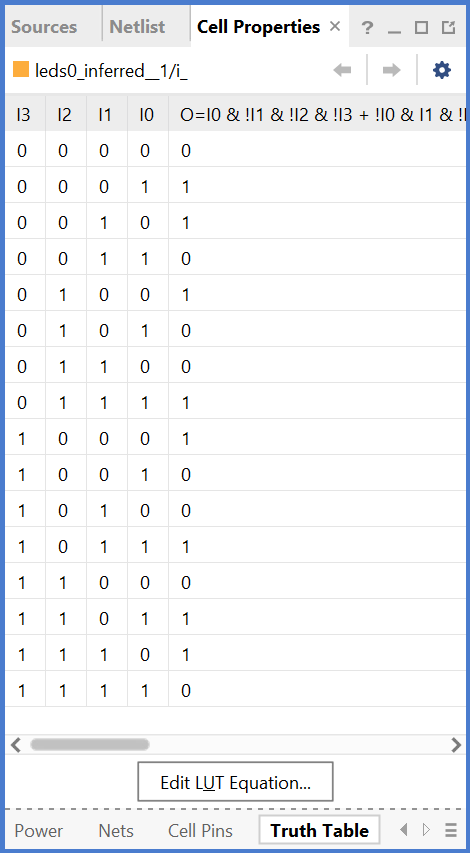 Sources Netlist Cell Properties × ?
leds0_inferred__1/i_
I3 I2 I1 I0 O=I0 & !I1 & !I2 & !I3 + !I0 & I1 &
0 0 0 0 0
0 0 0 1 1
0 0 1 0 1
0 0 1 1 0
0 1 0 0 1
0 1 0 1 0
0 1 1 0 0
0 1 1 1 1
1 0 0 0 1
1 0 0 1 0
1 0 1 0 0
1 0 1 1 1
1 1 0 0 0
1 1 0 1 1
1 1 1 0 1
1 1 1 1 0
Edit LUT Equation...
Power Nets Cell Pins Truth Table